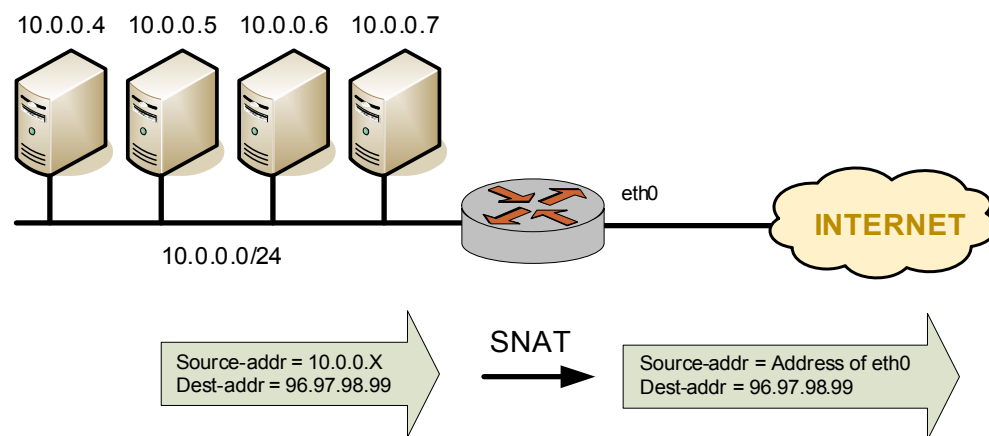 10.0.0.4 10.0.0.5 10.0.0.6 10.0.0.7
eth0
INTERNET
10.0.0.0/24
SNAT
Source-addr = 10.0.0.X
Dest-addr = 96.97.98.99
Source-addr = Address of eth0
Dest-addr = 96.97.98.99